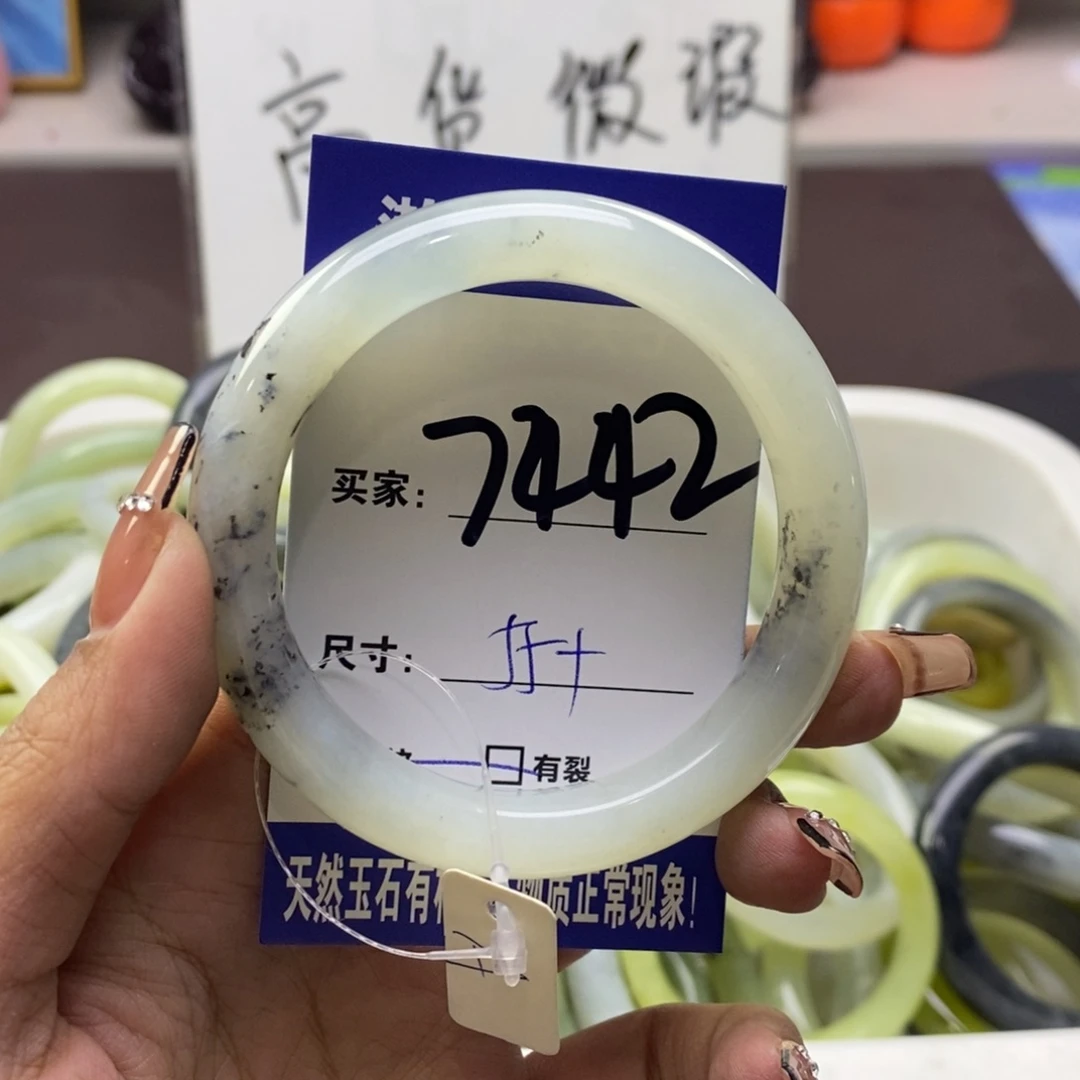 高货微瑕
买家: 7442
尺寸:
有裂
天然玉石有 物质正常现象!